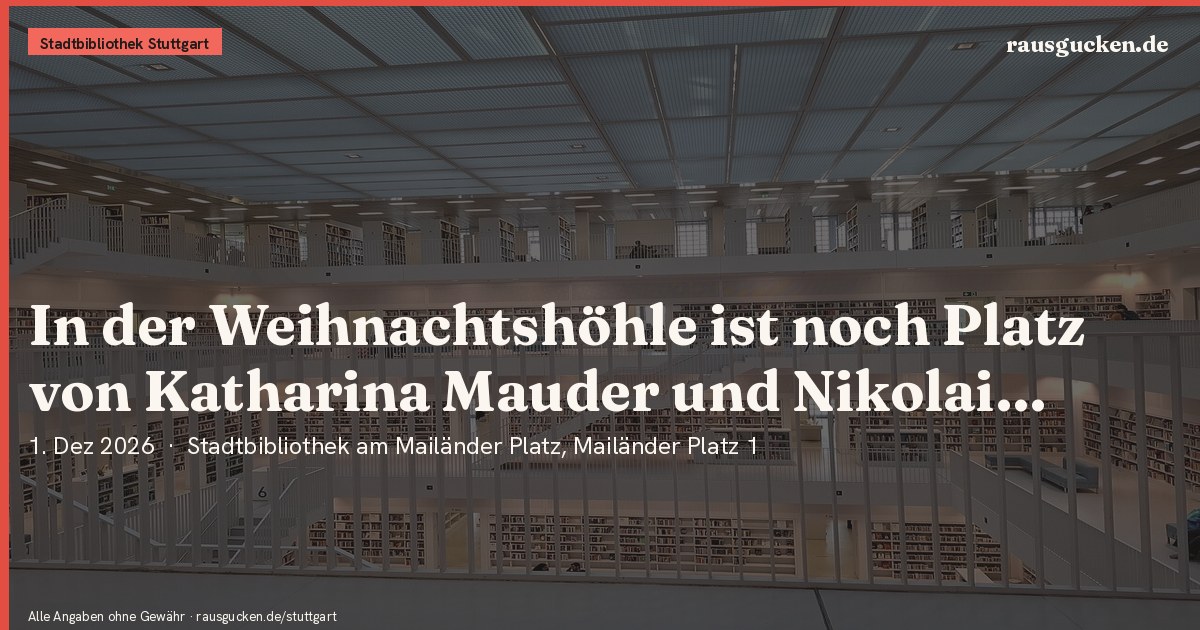 Stadtbibliothek Stuttgart
rausgucken.de
In der Weihnachtshöhle ist noch Platz
von Katharina Mauder und Nikolai...
1. Dez 2026 · Stadtbibliothek am Mailänder Platz, Mailänder Platz 1
6
Alle Angaben ohne Gewähr · rausgucken.de/stuttgart